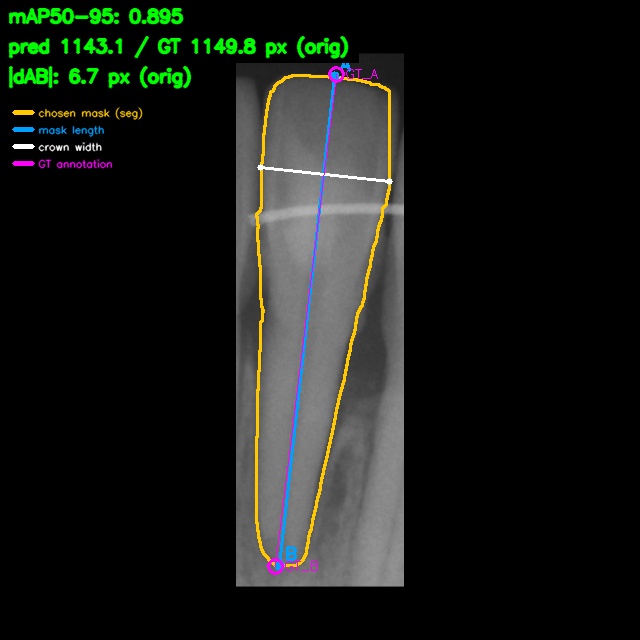 mAP50-95: 0.895
pred 1143.1 / GT 1149.8 px (orig)
|dAB|: 6.7 px (orig)
chosen mask (seg)
mask length
crown width
GT annotation
A
GT_A
B